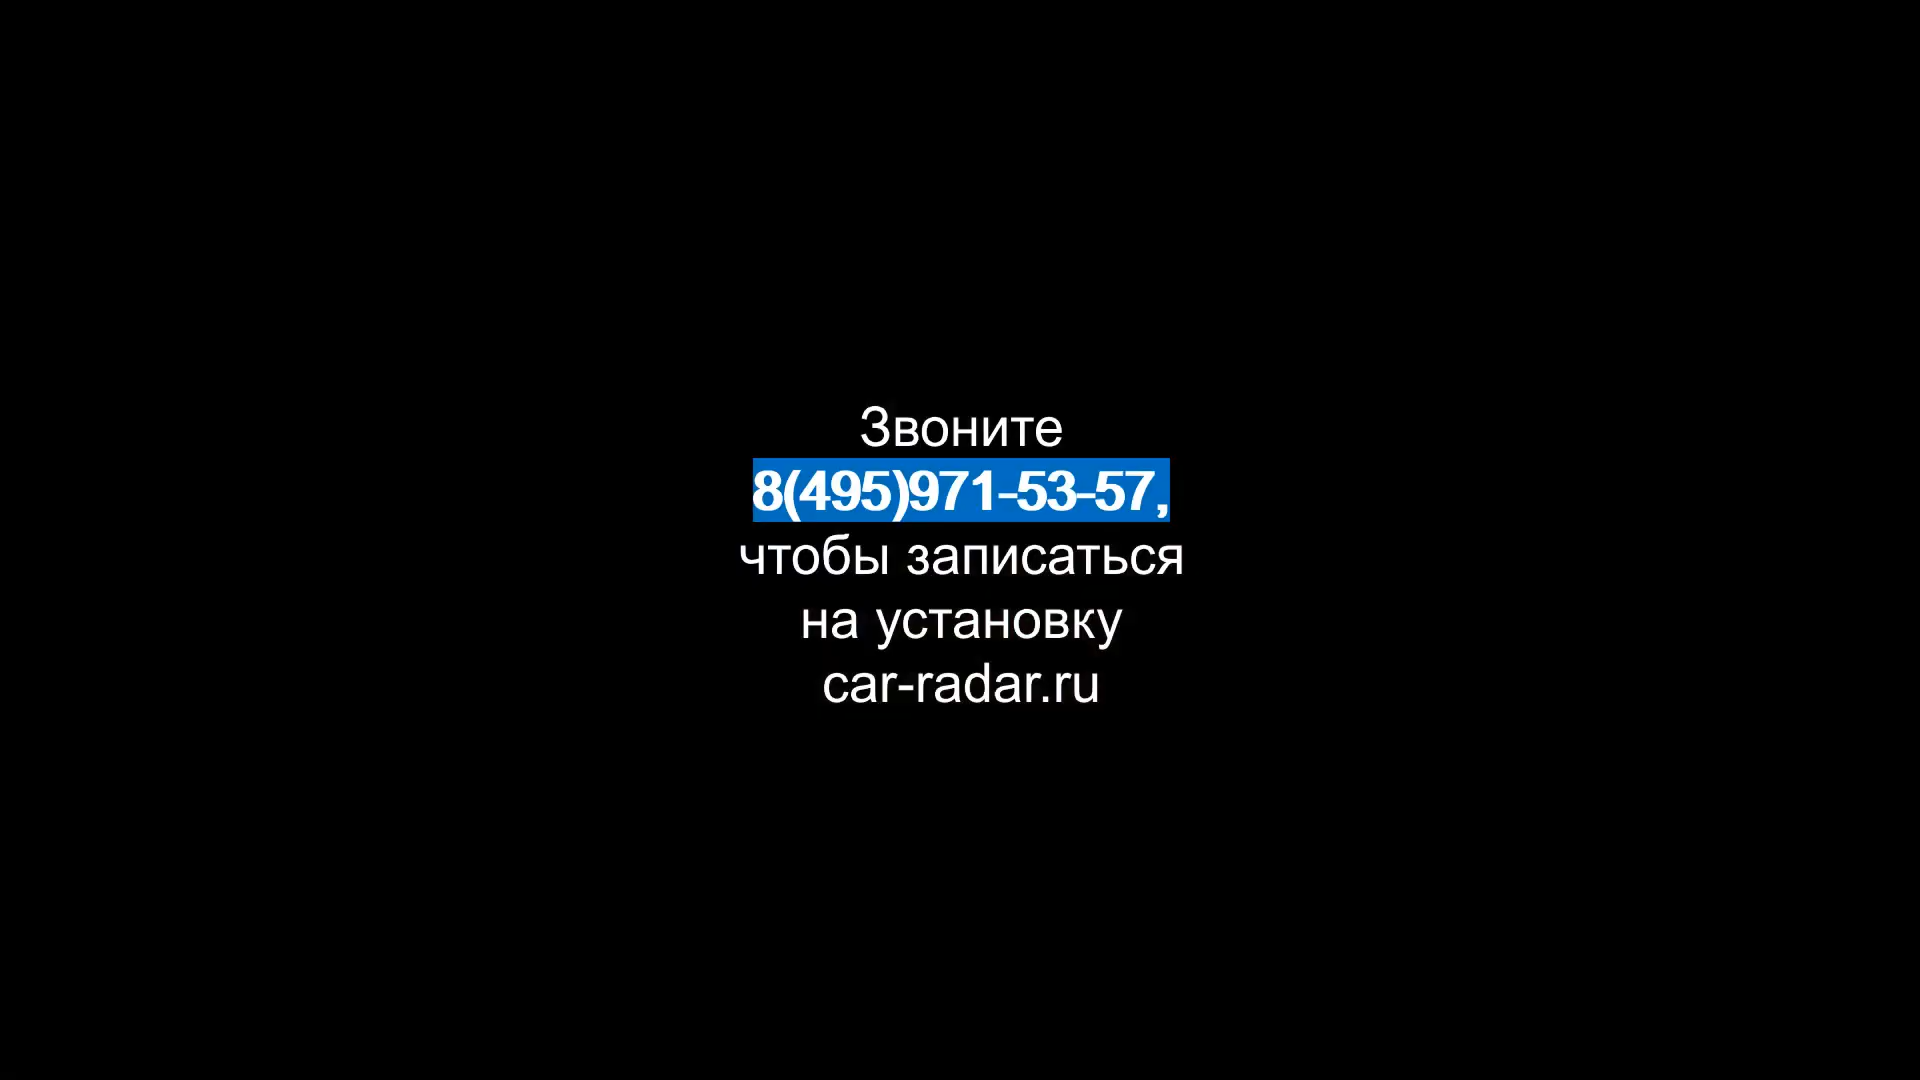 Звоните
8(495)971-53-57,
чтобы записаться
на установку
car-radar.ru